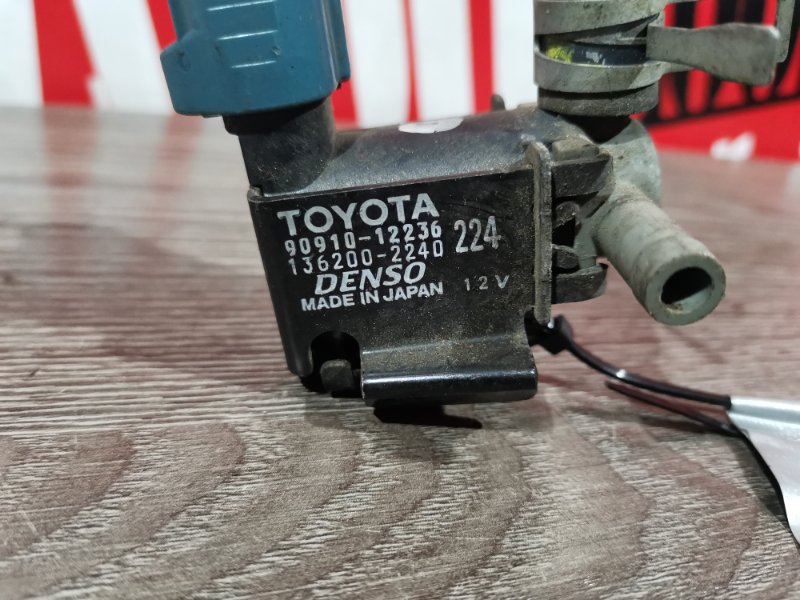 TOYOTA
90910-12236 224
136200-2240
DENSO
MADE IN JAPAN 12V